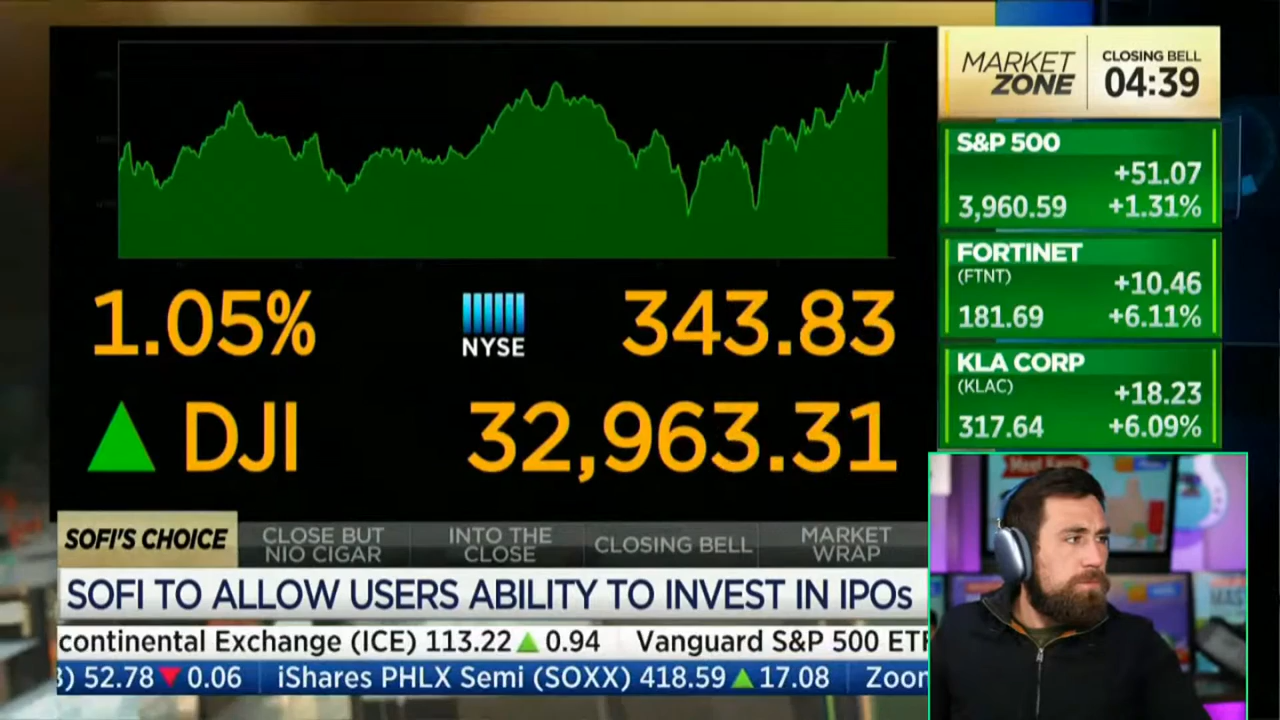 MARKET ZONE
CLOSING BELL
04:39
S&P 500
+51.07
3,960.59 +1.31%
FORTINET
(FTNT)
+10.46
181.69 +6.11%
KLA CORP
(KLAC)
+18.23
317.64 +6.09%
1.05% NYSE 343.83
DJI 32,963.31
SOFI'S CHOICE
CLOSE BUT
NIO CIGAR
INTO THE
CLOSE
CLOSING BELL
MARKET
WRAP
SOFI TO ALLOW USERS ABILITY TO INVEST IN IPOs
continental Exchange (ICE) 113.22 0.94 Vanguard S&P 500 ETF
) 52.78 0.06 iShares PHLX Semi (SOXX) 418.59 17.08 Zoom